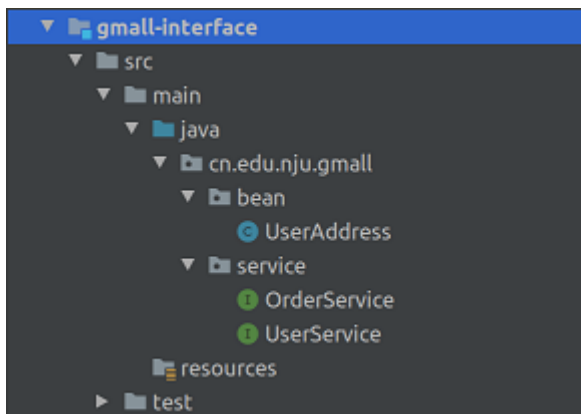 gmall-interface
src
main
java
cn.edu.nju.gmall
bean
C UserAddress
service
I OrderService
I UserService
resources
test